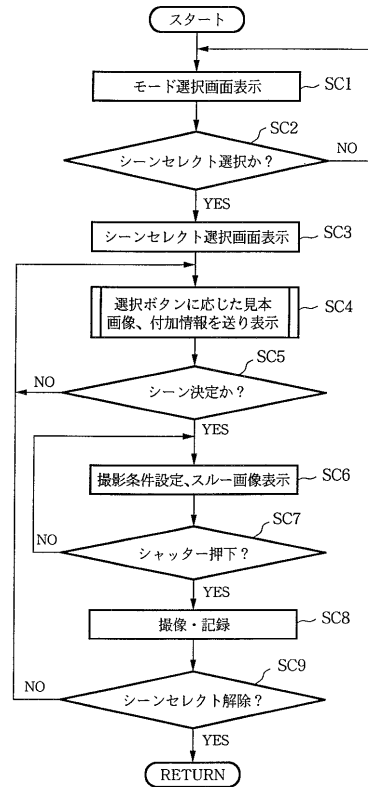 スタート
モード選択画面表示
SC1
SC2
シーンセレクト選択か？
NO
YES
シーンセレクト選択画面表示
SC3
選択ボタンに応じた見本
画像、付加情報を送り表示
SC4
SC5
シーン決定か？
NO
YES
撮影条件設定、スルー画像表示
SC6
SC7
シャッター押下？
NO
YES
撮像・記録
SC8
SC9
シーンセレクト解除？
NO
YES
RETURN